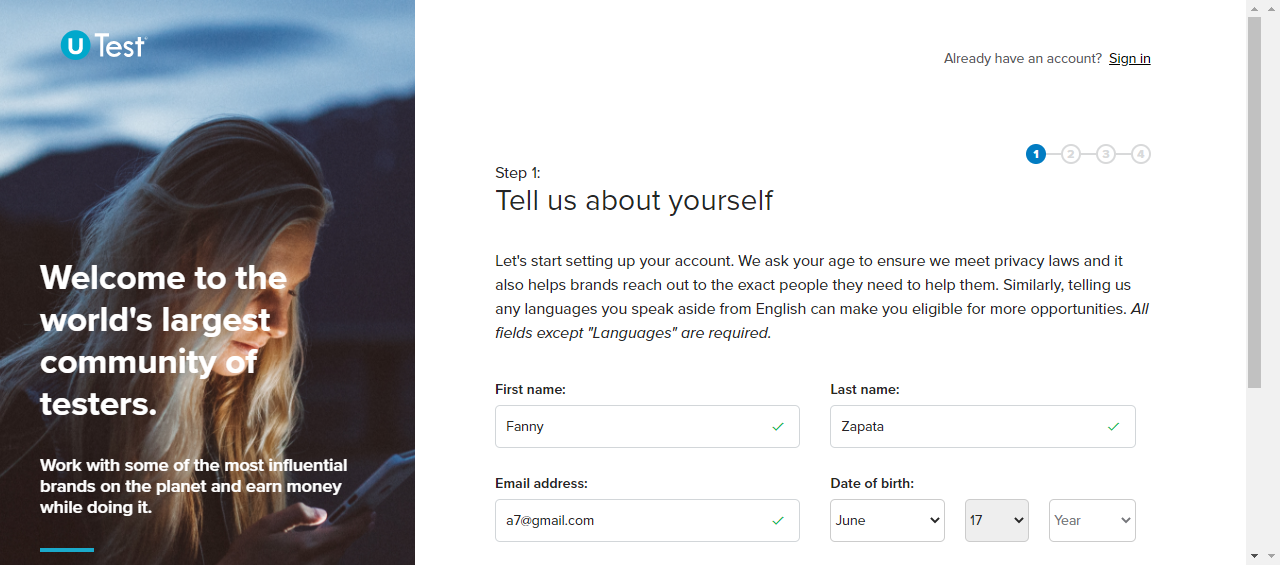 U Test
Already have an account? Sign in
1 2 3 4
Step 1:
Tell us about yourself
Let's start setting up your account. We ask your age to ensure we meet privacy laws and it
also helps brands reach out to the exact people they need to help them. Similarly, telling us
any languages you speak aside from English can make you eligible for more opportunities. All
fields except "Languages" are required.
Welcome to the
world's largest
community of
testers.
Work with some of the most influential
brands on the planet and earn money
while doing it.
First name: Last name:
Fanny Zapata
Email address: Date of birth:
a7@gmail.com June 17 Year